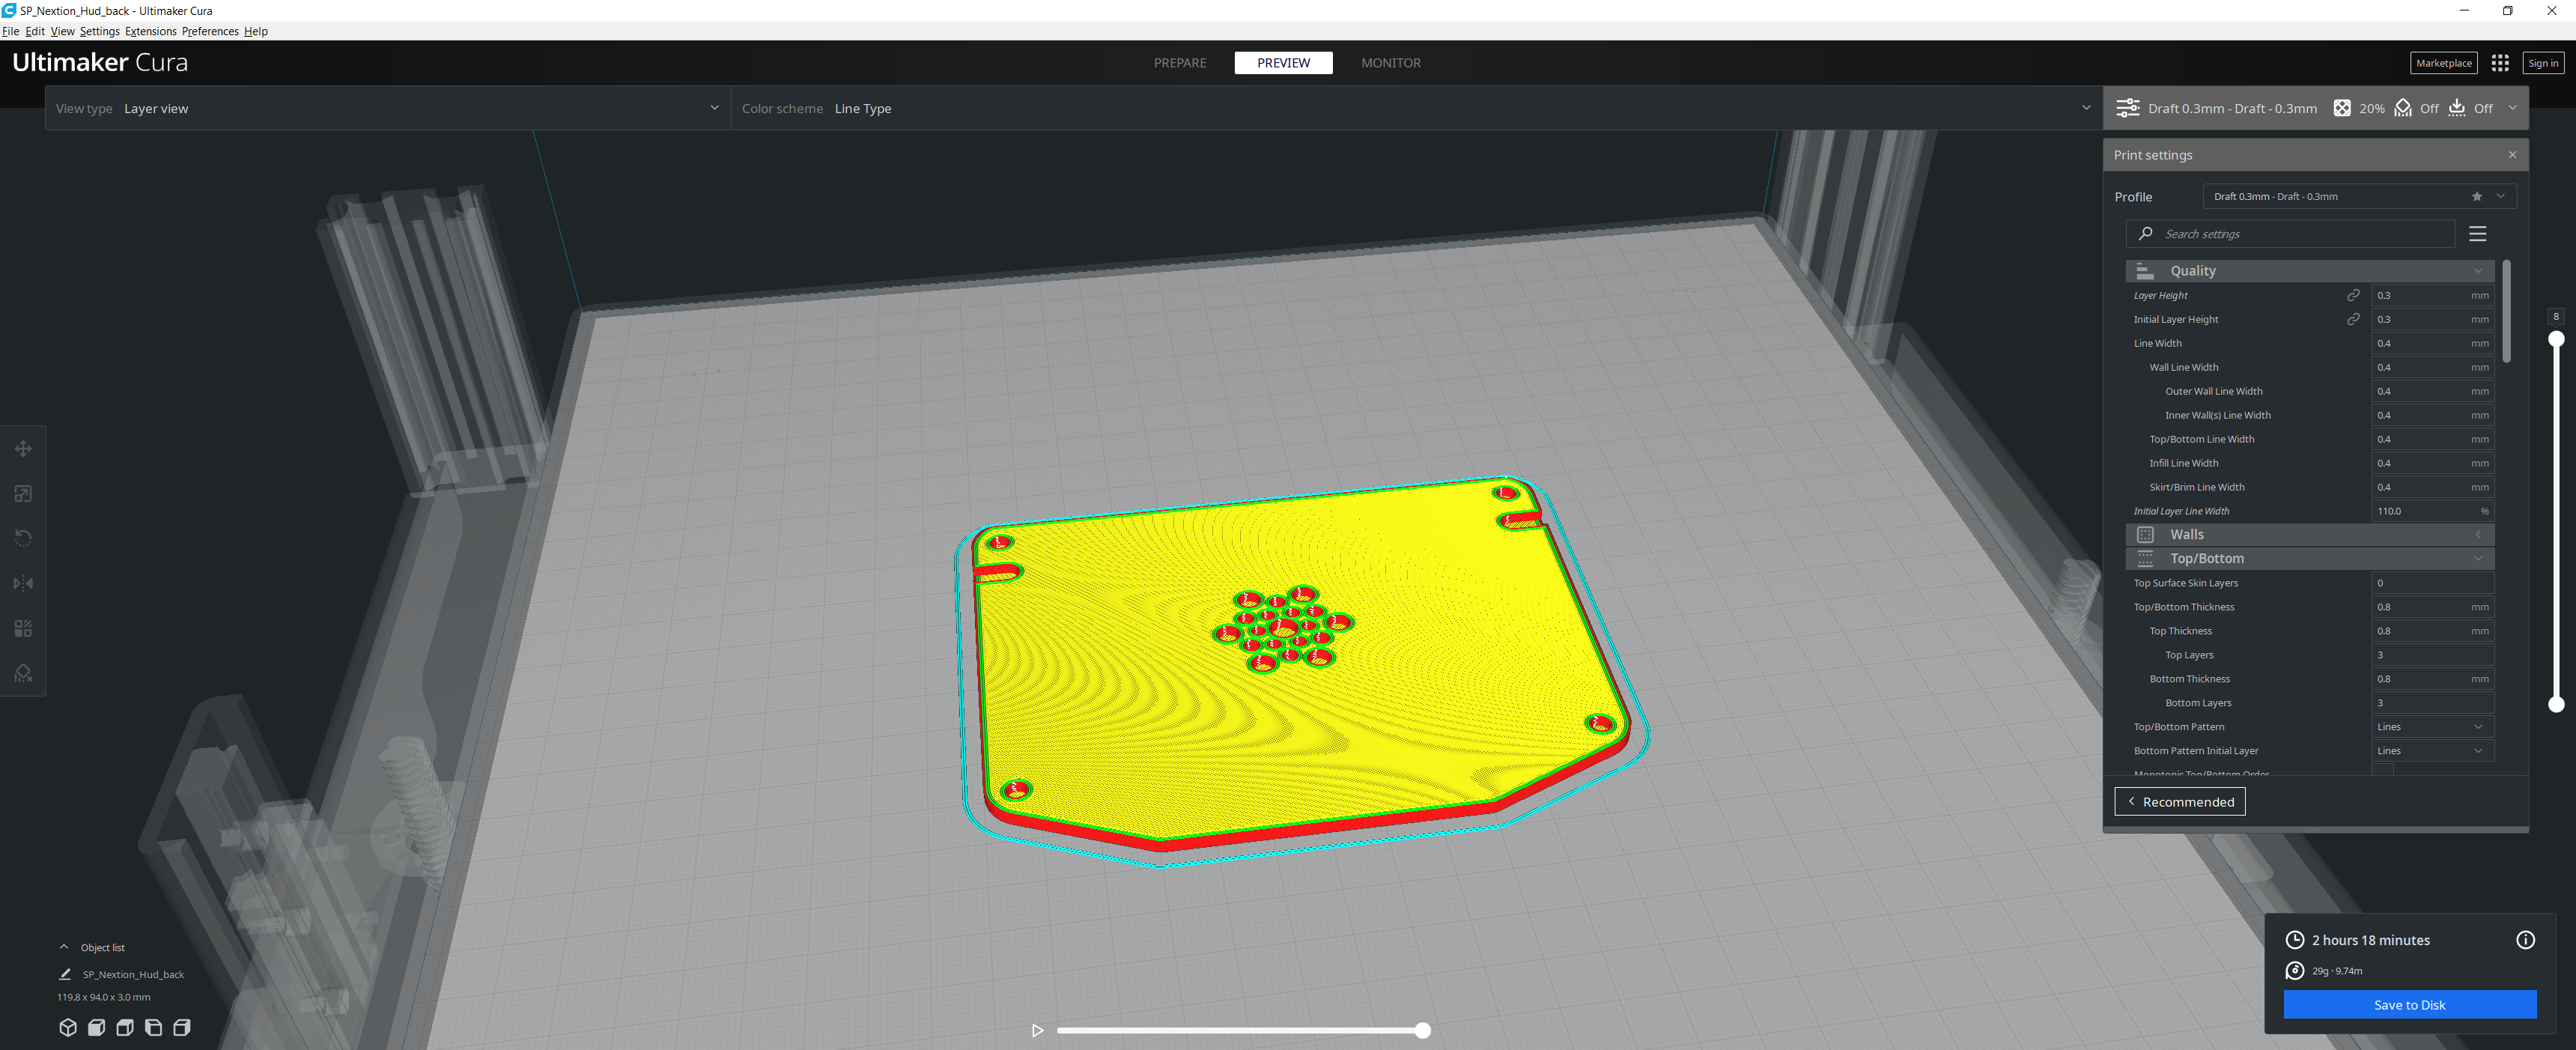 SP_Nextion_Hud_back - Ultimaker Cura
File Edit View Settings Extensions Preferences Help
Ultimaker Cura
PREPARE PREVIEW MONITOR
Marketplace Sign in
View type Layer view Color scheme Line Type
Draft 0.3mm - Draft - 0.3mm 20% Off Off
Print settings
Profile Draft 0.3mm - Draft - 0.3mm
Search settings
Quality
Layer Height 0.3 mm
Initial Layer Height 0.3 mm
8
Line Width 0.4 mm
Wall Line Width 0.4 mm
Outer Wall Line Width 0.4 mm
Inner Wall(s) Line Width 0.4 mm
Top/Bottom Line Width 0.4 mm
Infill Line Width 0.4 mm
Skirt/Brim Line Width 0.4 mm
Initial Layer Line Width 110.0 %
Walls
Top/Bottom
Top Surface Skin Layers 0
Top/Bottom Thickness 0.8 mm
Top Thickness 0.8 mm
Top Layers 3
Bottom Thickness 0.8 mm
Bottom Layers 3
Top/Bottom Pattern Lines
Bottom Pattern Initial Layer Lines
Monotonic Top/Bottom Order
Recommended
Object list
SP_Nextion_Hud_back
119.8 x 94.0 x 3.0 mm
2 hours 18 minutes
29g · 9.74m
Save to Disk